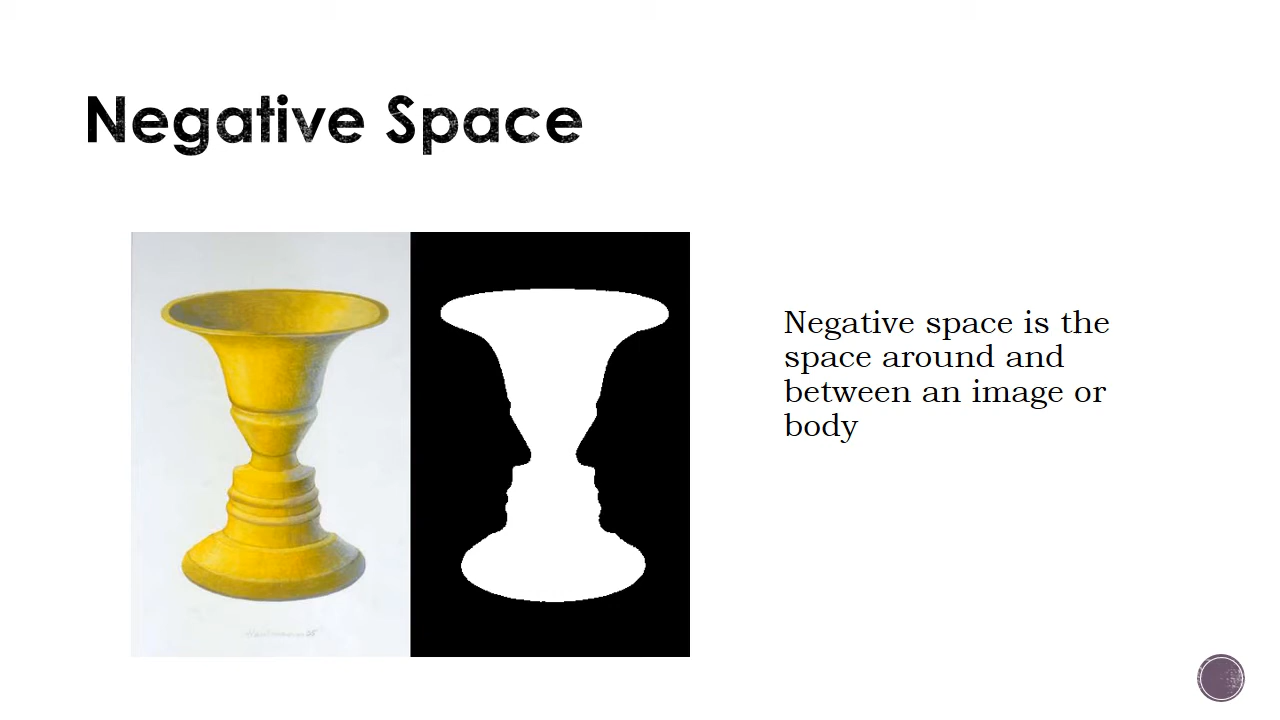 Negative Space
Negative space is the
space around and
between an image or
body